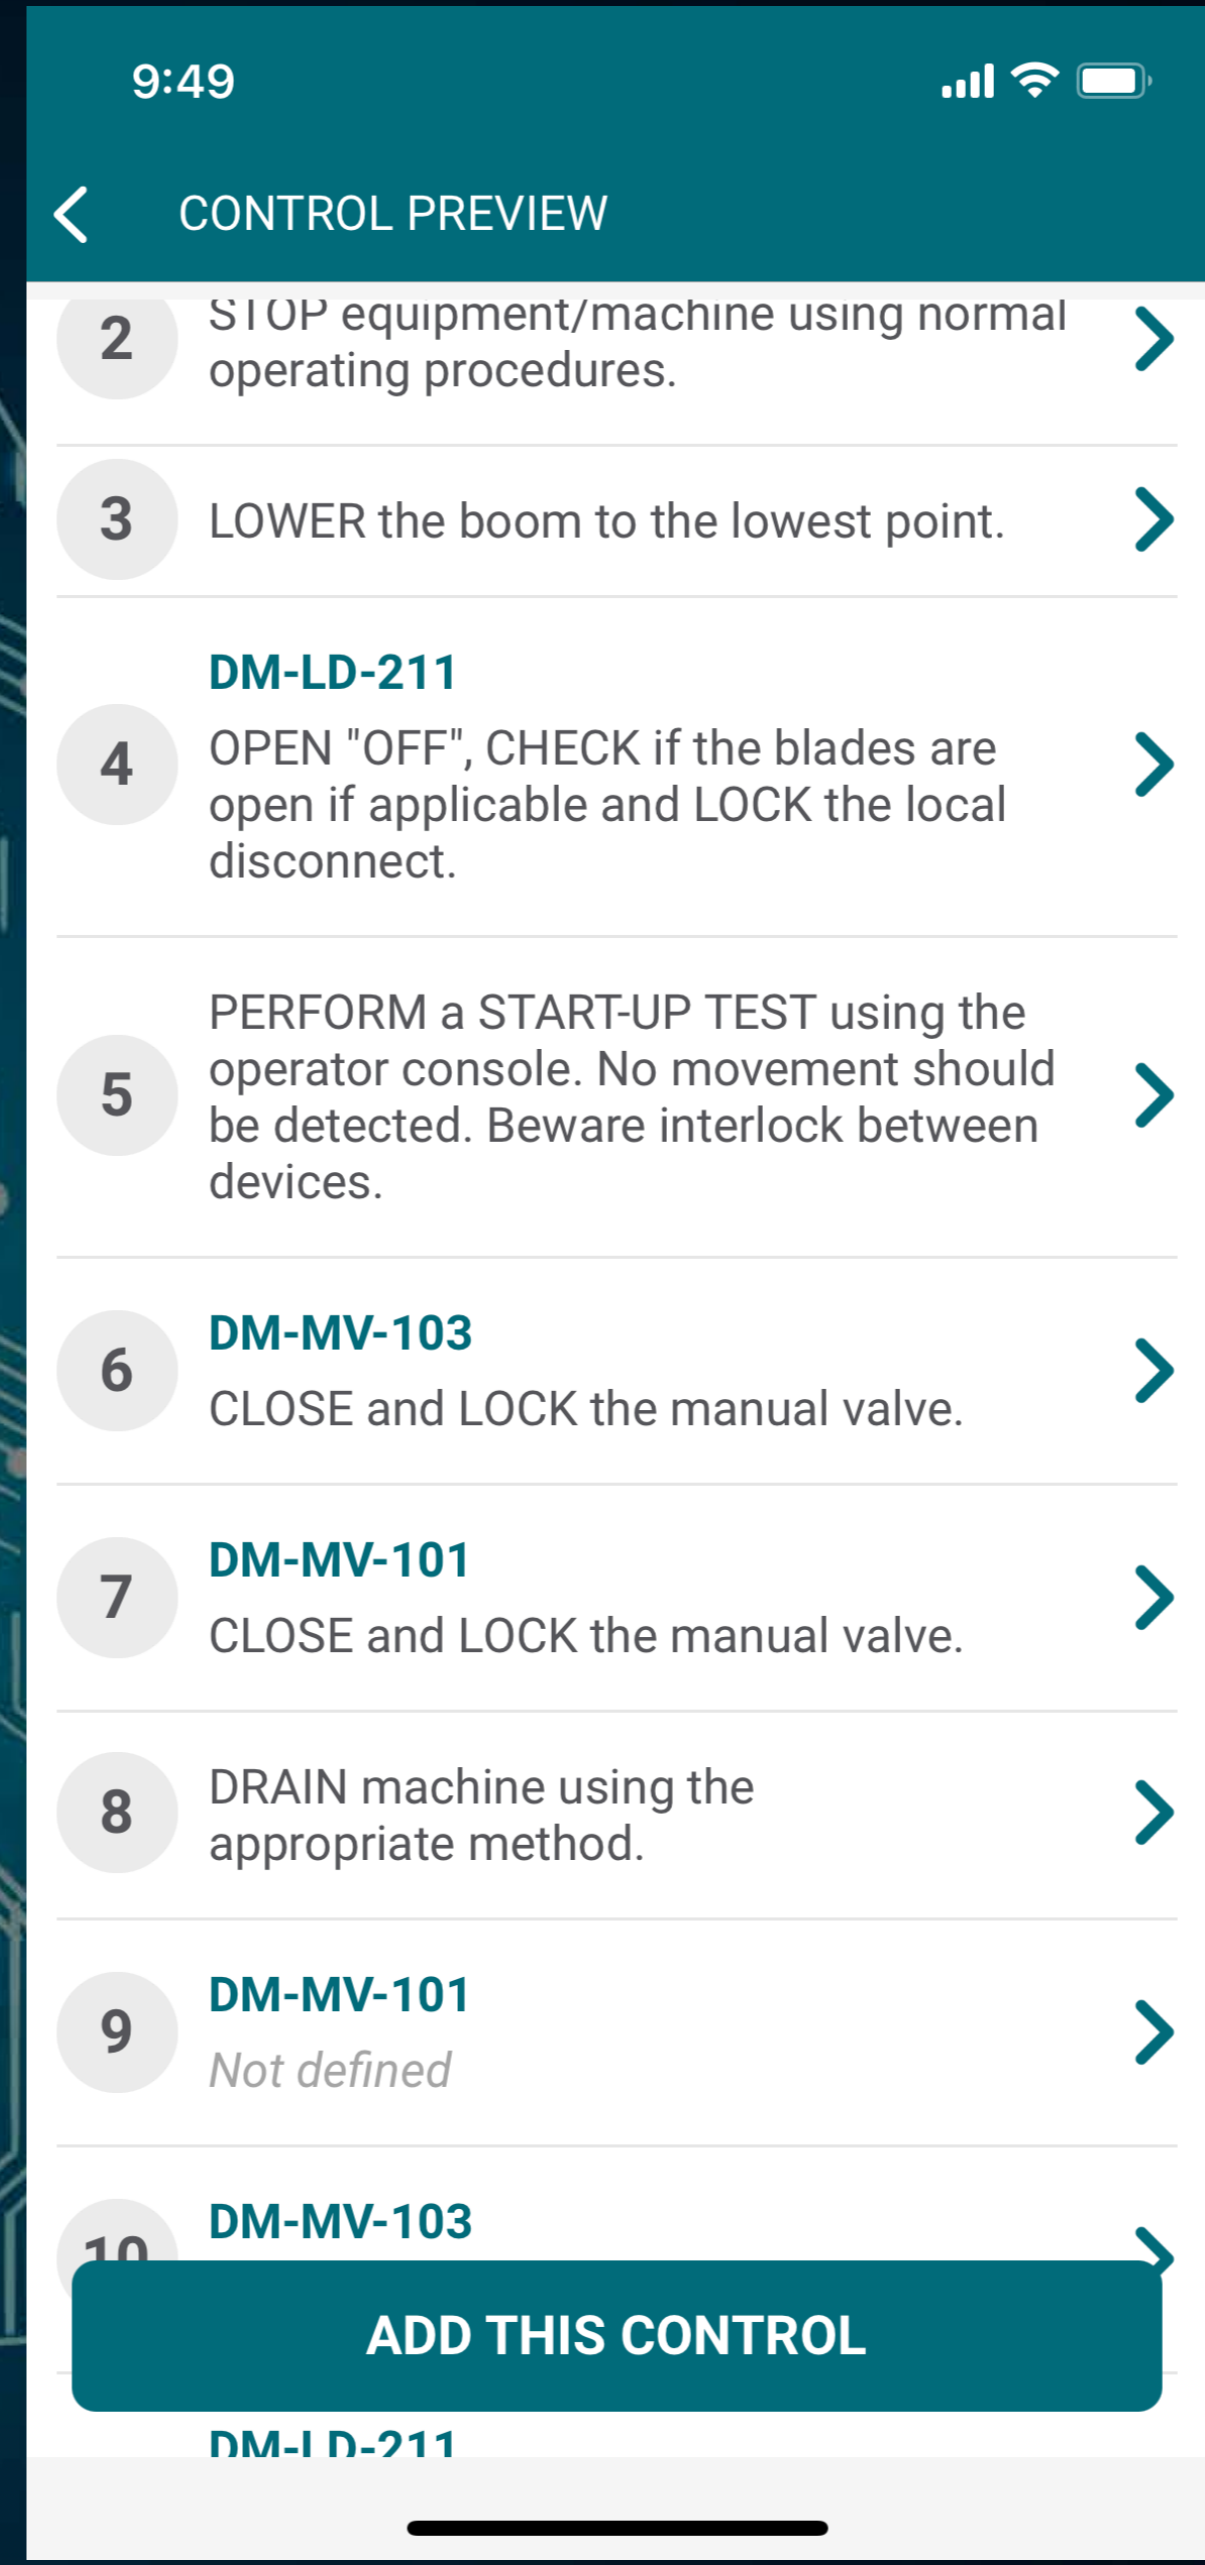 9:49
CONTROL PREVIEW
2
STOP equipment/machine using normal
operating procedures.
3
LOWER the boom to the lowest point.
DM-LD-211
4
OPEN "OFF", CHECK if the blades are
open if applicable and LOCK the local
disconnect.
5
PERFORM a START-UP TEST using the
operator console. No movement should
be detected. Beware interlock between
devices.
DM-MV-103
6
CLOSE and LOCK the manual valve.
DM-MV-101
7
CLOSE and LOCK the manual valve.
8
DRAIN machine using the
appropriate method.
DM-MV-101
9
Not defined
DM-MV-103
10
ADD THIS CONTROL
DM-LD-211